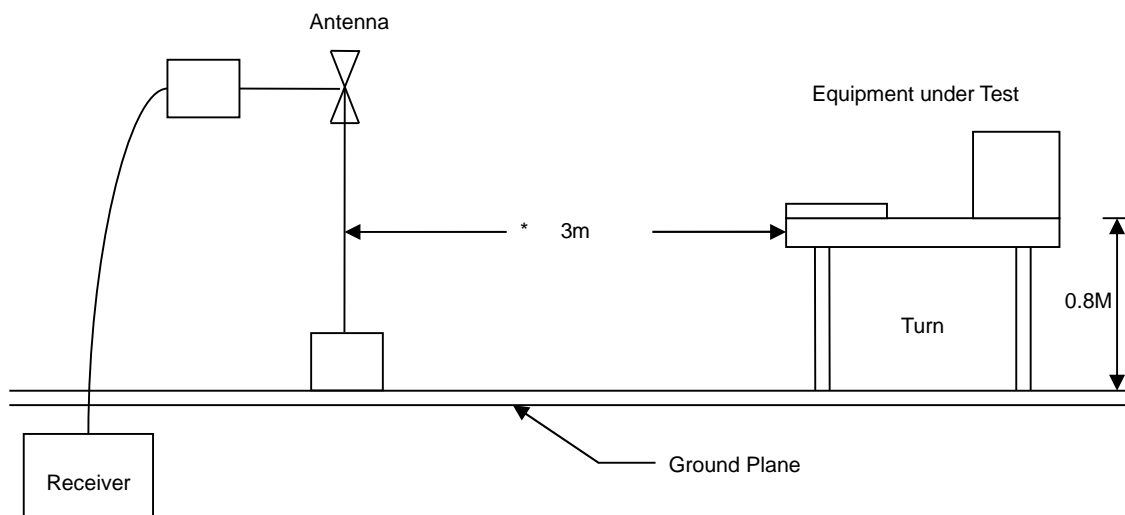 Antenna
Equipment under Test
* 3m
0.8M
Turn
Ground Plane
Receiver